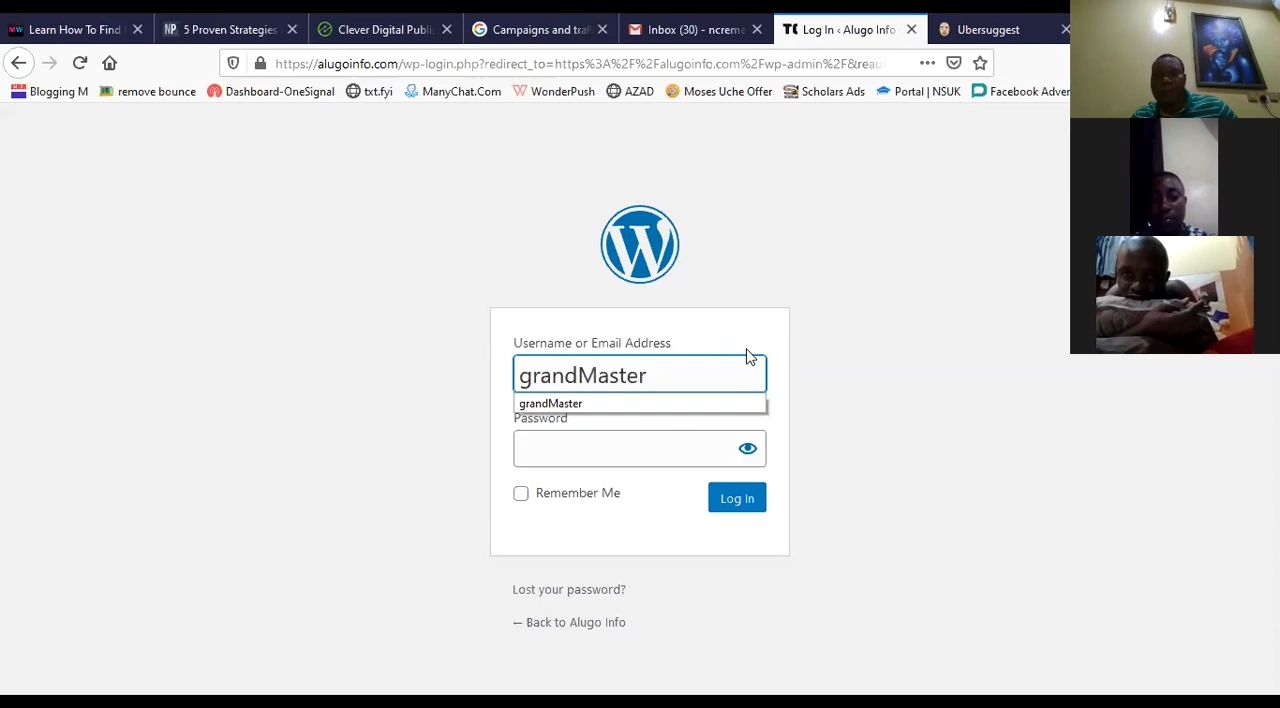 Learn How To Find
5 Proven Strategies
Clever Digital Publi
Campaigns and traf
Inbox (30) - ncreme
Log In ‹ Alugo Info
Ubersuggest
https://alugoinfo.com/wp-login.php?redirect_to=https%3A%2F%2Falugoinfo.com%2Fwp-admin%2F&reau
Blogging M
remove bounce
Dashboard-OneSignal
txt.fyi
ManyChat.Com
WonderPush
AZAD
Moses Uche Offer
Scholars Ads
Portal | NSUK
Facebook Adver
Username or Email Address
grandMaster
grandMaster
Password
Remember Me
Log In
Lost your password?
← Back to Alugo Info